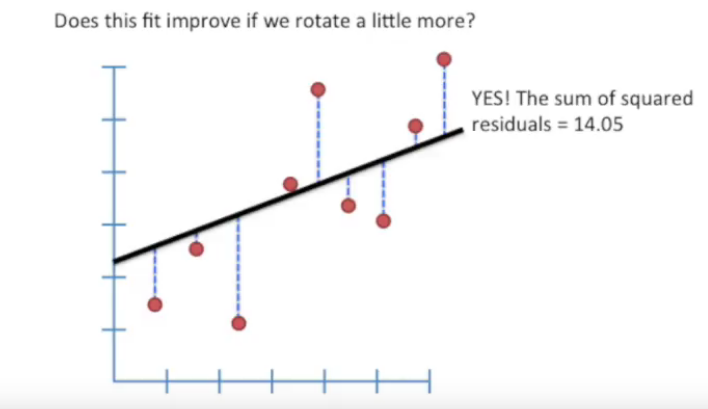 Does this fit improve if we rotate a little more?
YES! The sum of squared
residuals = 14.05